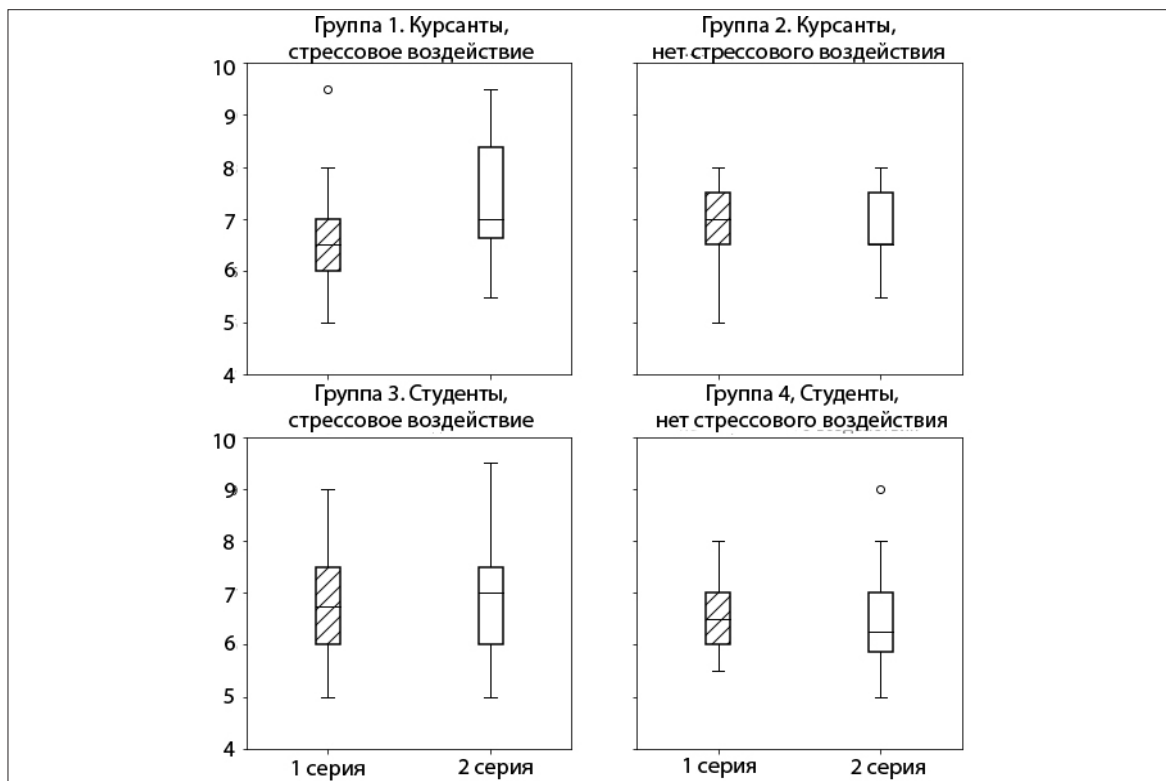 Группа 1. Курсанты,
стрессовое воздействие
Группа 2. Курсанты,
нет стрессового воздействия
10
9
8
7
6
5
4
Группа 3. Студенты,
стрессовое воздействие
Группа 4, Студенты,
нет стрессового воздействия
10
9
8
7
6
5
4
1 серия
2 серия
1 серия
2 серия